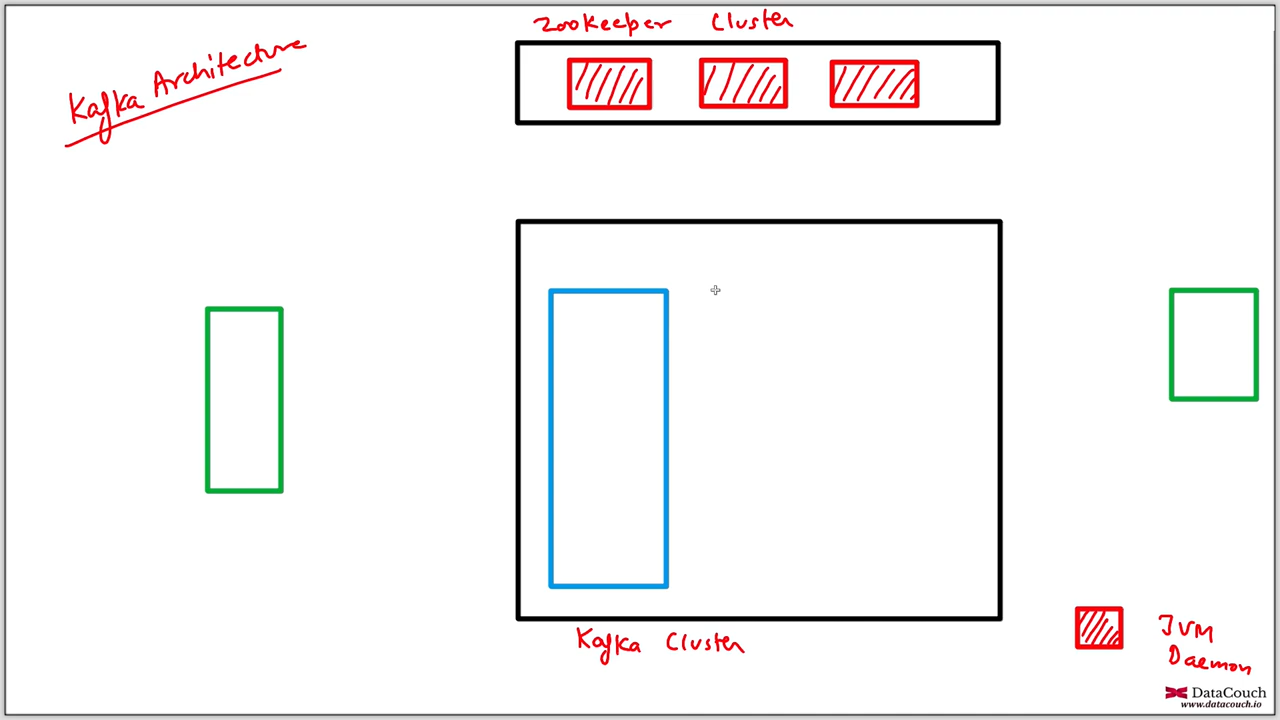 Zookeeper Cluster
Kafka Architecture
Kafka Cluster
JVM
Daemon
DataCouch
www.datacouch.io